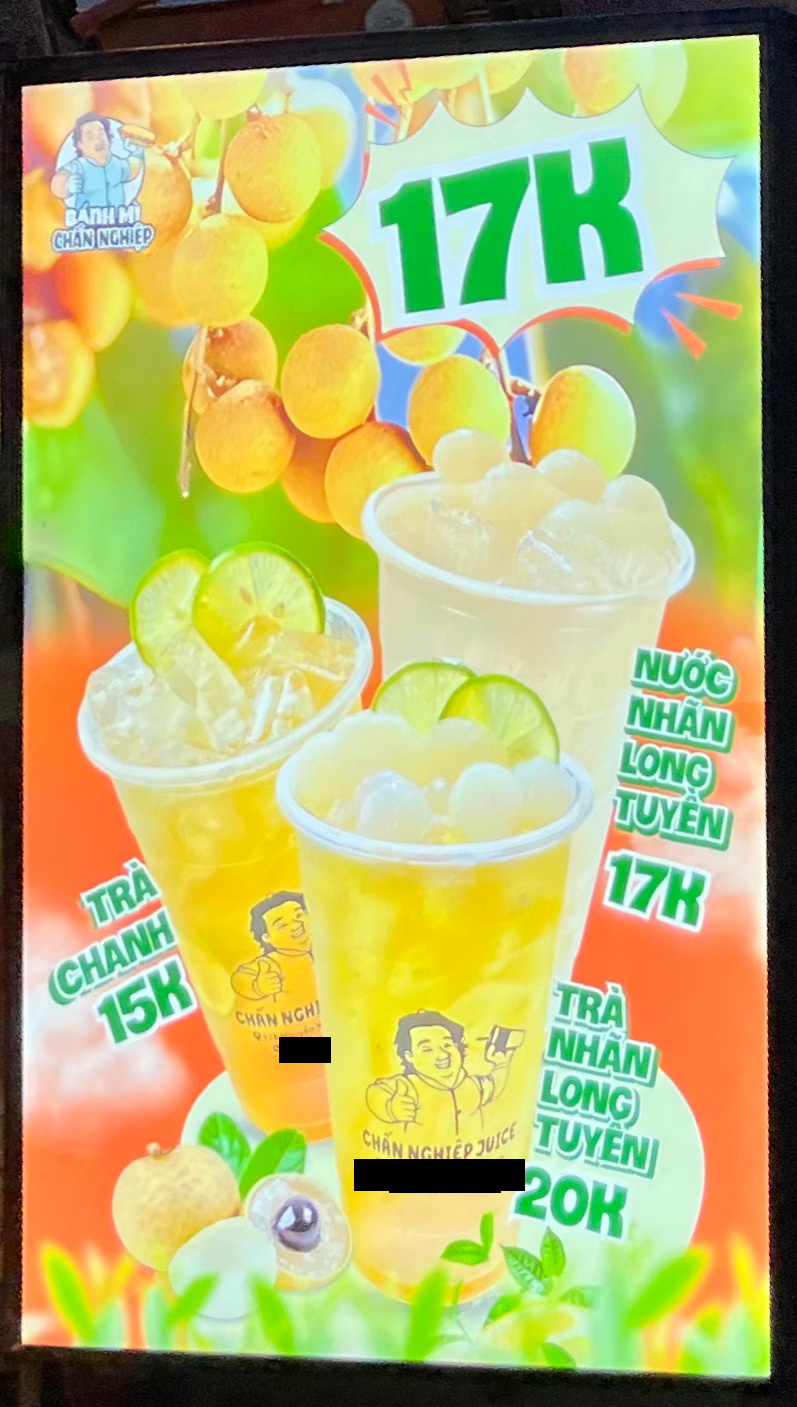 BÁNH MÌ
CHẤN NGHIỆP
17K
NƯỚC
NHÃN
LONG
TUYỀN
17K
TRÀ
CHANH
15K
CHẤN NGHI
TRÀ
NHÃN
LONG
TUYỀN
20K
CHẤN NGHIỆP JUICE